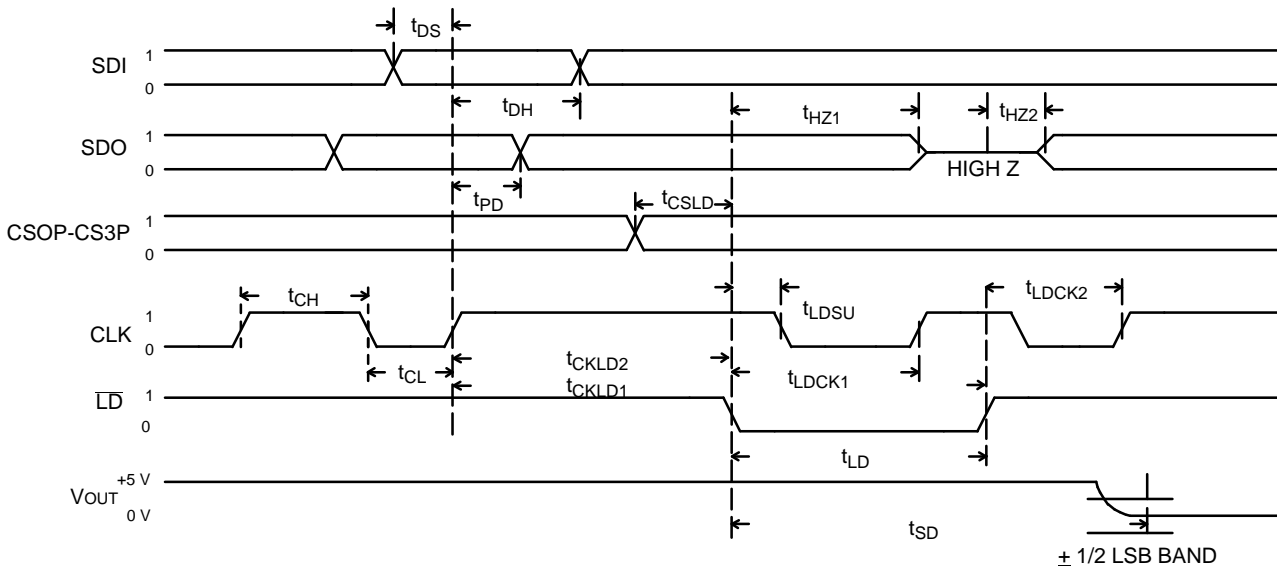 tDS
SDI 1
0
tDH
tHZ1
tHZ2
SDO 1
0
HIGH Z
tPD
tCSLD
CSOP-CS3P 1
0
tCH
tLDCK2
tLDSU
CLK 1
0
tCKLD2
tCL
tLDCK1
tCKLD1
LD 1
0
tLD
VOUT +5 V
0 V
tSD
± 1/2 LSB BAND